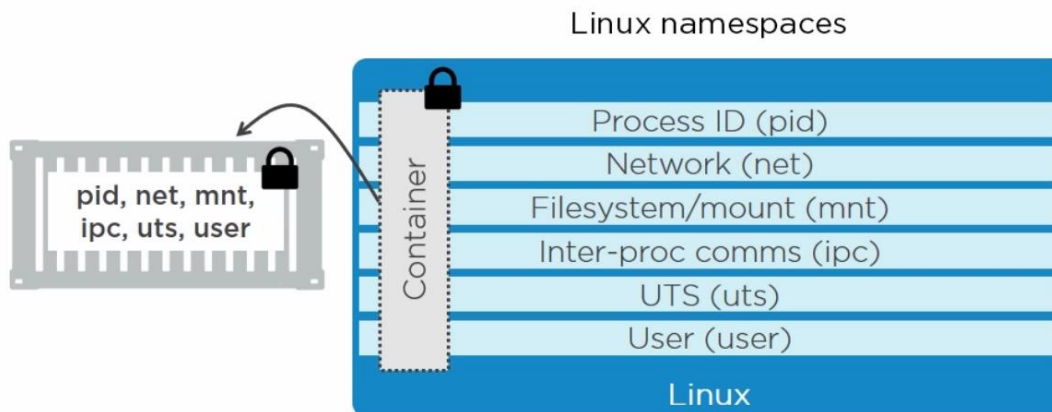 Linux namespaces
pid, net, mnt,
ipc, uts, user
Container
Process ID (pid)
Network (net)
Filesystem/mount (mnt)
Inter-proc comms (ipc)
UTS (uts)
User (user)
Linux